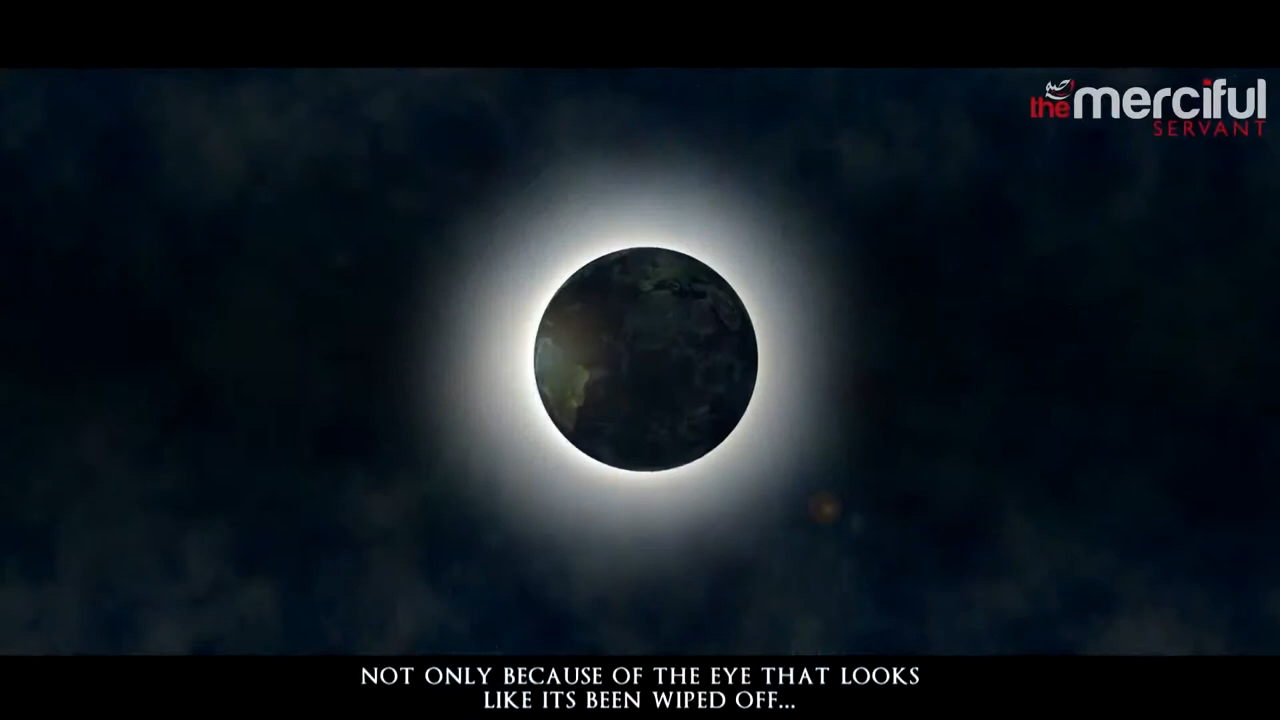 the merciful
SERVANT
NOT ONLY BECAUSE OF THE EYE THAT LOOKS
LIKE ITS BEEN WIPED OFF...